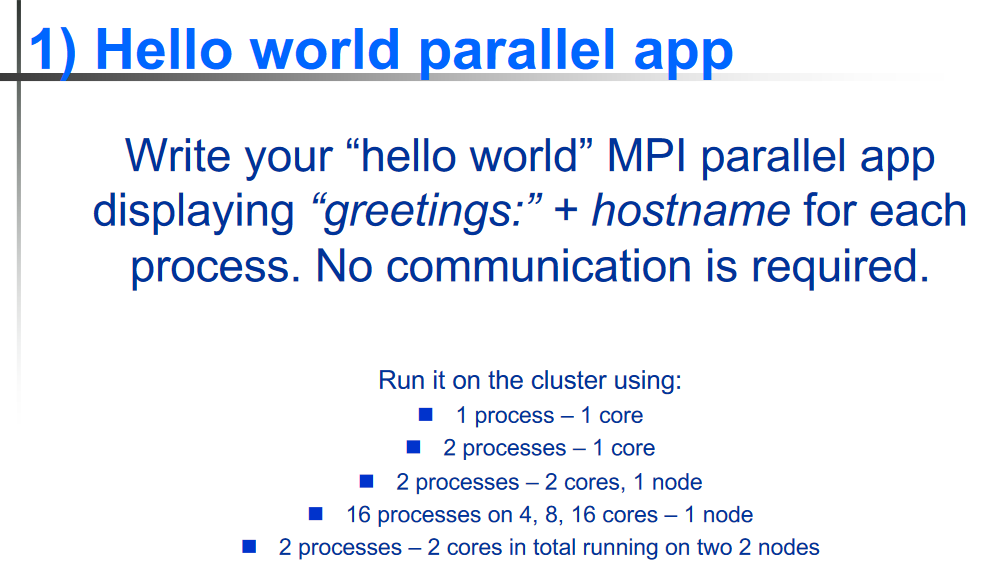 1) Hello world parallel app
Write your “hello world” MPI parallel app
displaying “greetings:” + hostname for each
process. No communication is required.
Run it on the cluster using:
■ 1 process – 1 core
■ 2 processes – 1 core
■ 2 processes – 2 cores, 1 node
■ 16 processes on 4, 8, 16 cores – 1 node
■ 2 processes – 2 cores in total running on two 2 nodes